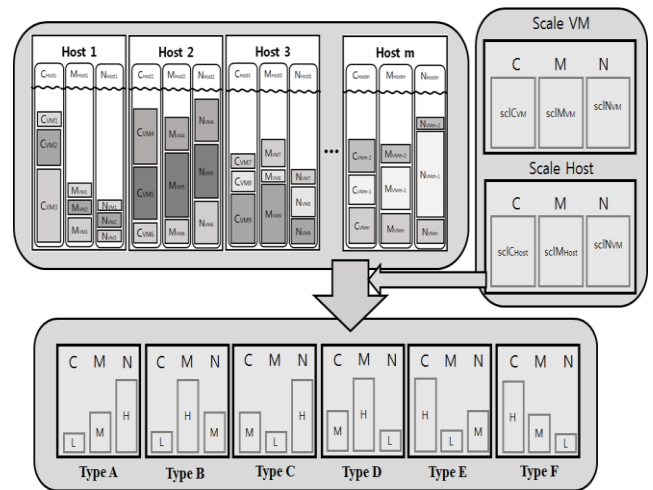 Host 1 Host 2 Host 3 Host m
CHost1 MHost1 NHost1 CHost2 MHost2 NHost2 CHost3 MHost3 NHost3 CHostm MHostm NHostm
CVM1 CVM2 CVM3 MVM1 MVM2 MVM3 NVM1 NVM2 NVM3
CVM4 CVM5 CVM6 MVM4 MVM5 MVM6 NVM4 NVM5 NVM6
CVM7 CVM8 CVM9 MVM7 MVM8 MVM9 NVM7 NVM8 NVM9
...
CVMm-2 CVMm-1 CVMm MVMm-2 MVMm-1 MVMm NVMm-2 NVMm-1 NVMm
Scale VM
C M N
sclCVM sclMVM sclNVM
Scale Host
C M N
sclCHost sclMHost sclNVM
C M N C M N C M N C M N C M N C M N
L M H L H M M L H M H L H L M H M L
Type A Type B Type C Type D Type E Type F